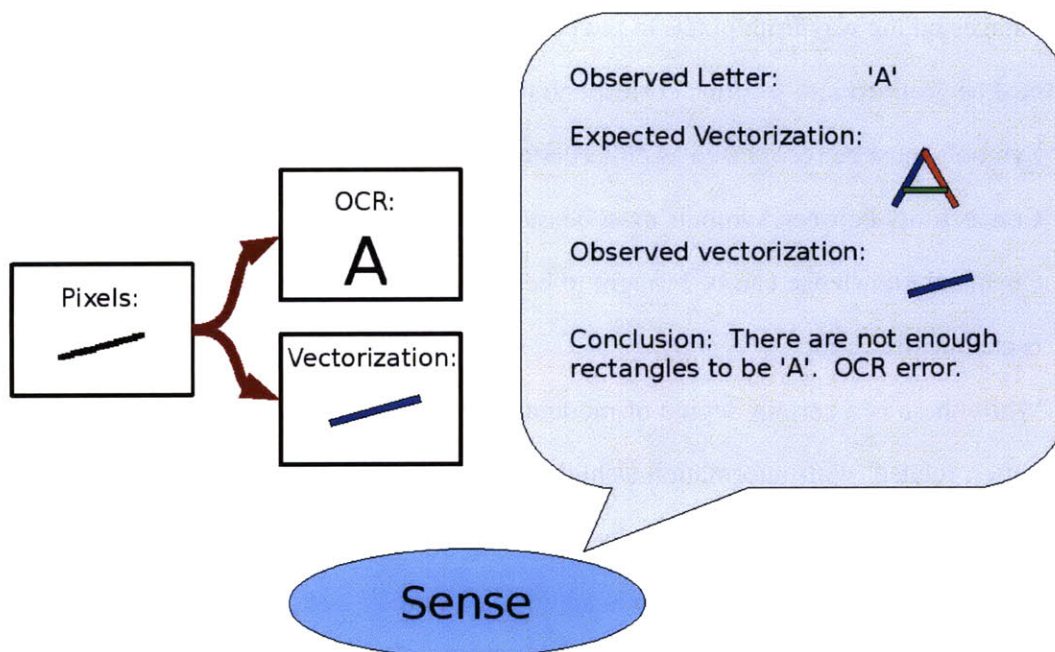 Pixels:
OCR:
A
Vectorization:
Observed Letter: 'A'
Expected Vectorization:
A
Observed vectorization:
Conclusion: There are not enough
rectangles to be 'A'. OCR error.
Sense